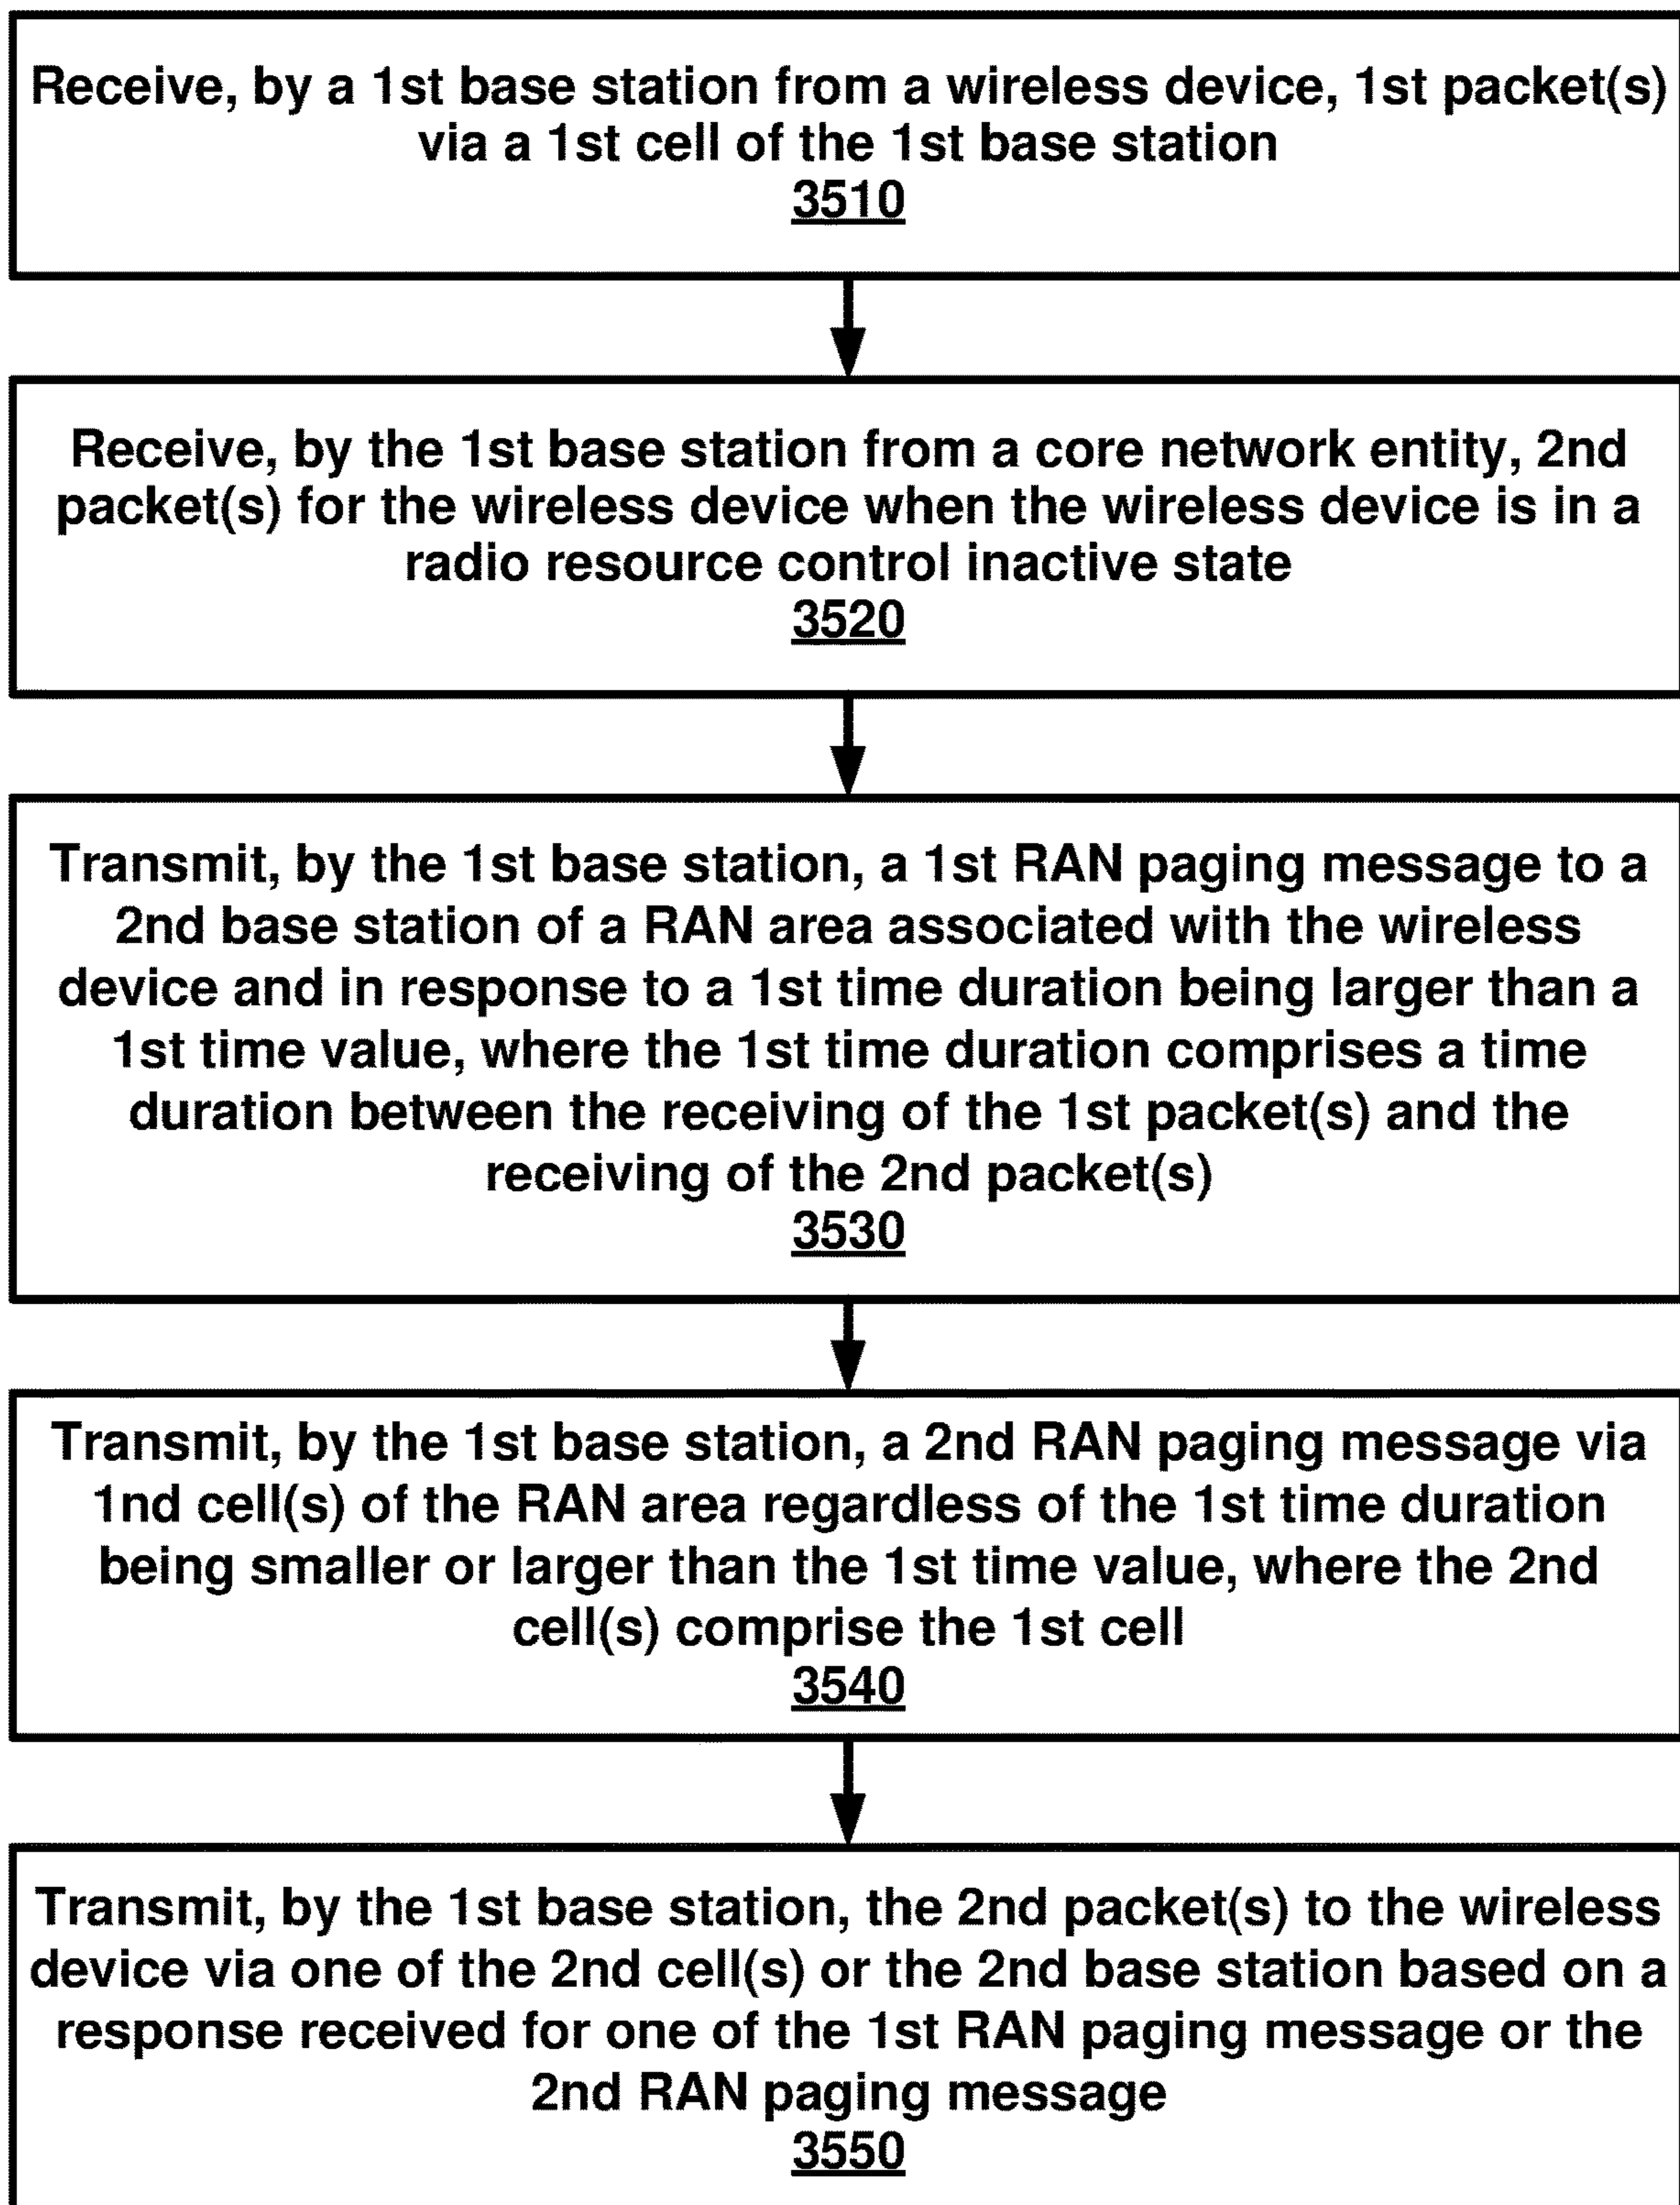 Receive, by a 1st base station from a wireless device, 1st packet(s)
via a 1st cell of the 1st base station
3510
Receive, by the 1st base station from a core network entity, 2nd
packet(s) for the wireless device when the wireless device is in a
radio resource control inactive state
3520
Transmit, by the 1st base station, a 1st RAN paging message to a
2nd base station of a RAN area associated with the wireless
device and in response to a 1st time duration being larger than a
1st time value, where the 1st time duration comprises a time
duration between the receiving of the 1st packet(s) and the
receiving of the 2nd packet(s)
3530
Transmit, by the 1st base station, a 2nd RAN paging message via
1nd cell(s) of the RAN area regardless of the 1st time duration
being smaller or larger than the 1st time value, where the 2nd
cell(s) comprise the 1st cell
3540
Transmit, by the 1st base station, the 2nd packet(s) to the wireless
device via one of the 2nd cell(s) or the 2nd base station based on a
response received for one of the 1st RAN paging message or the
2nd RAN paging message
3550